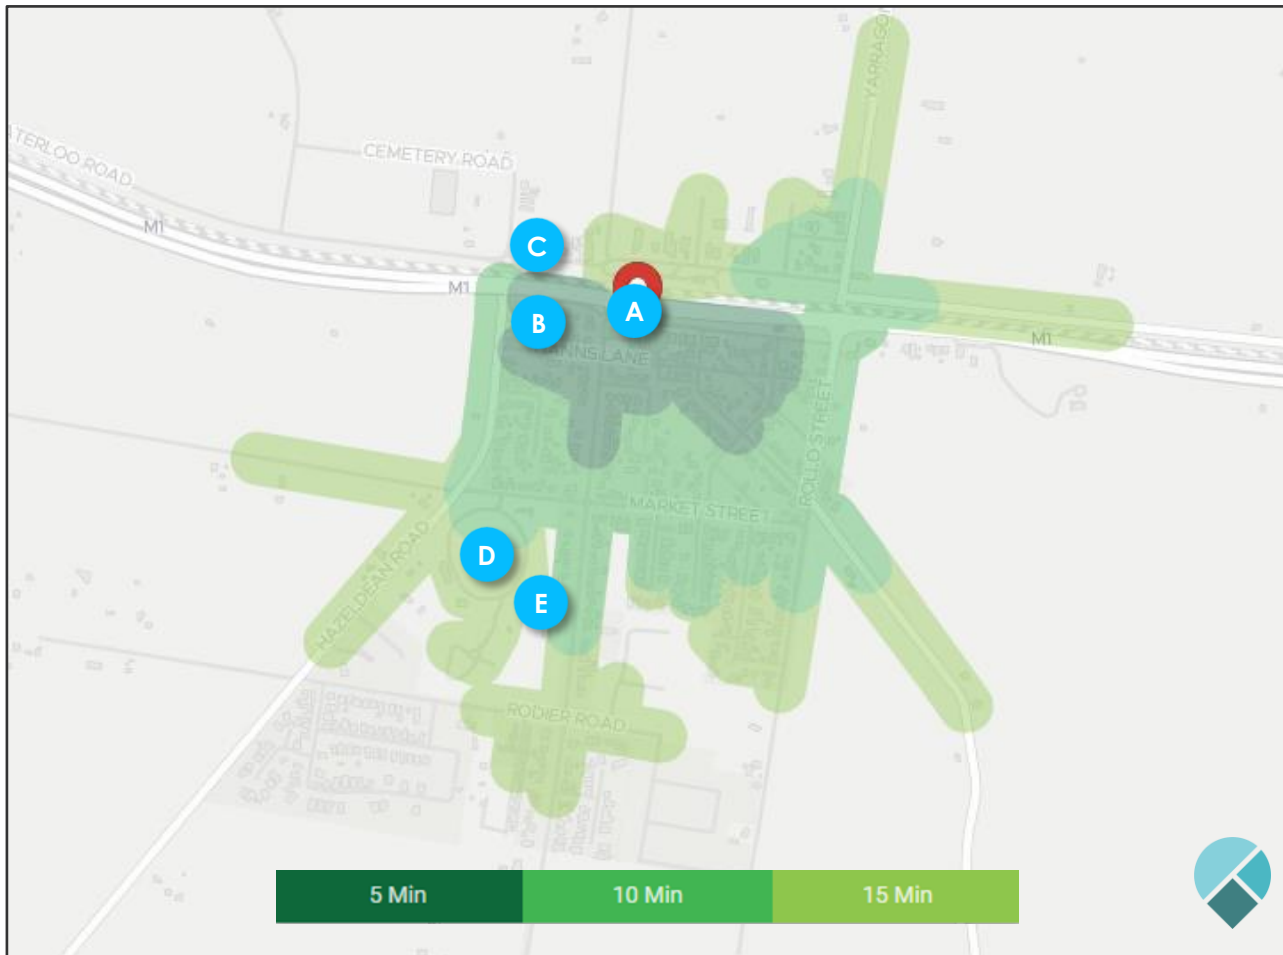 YARRAGON
CEMETERY ROAD
WATERLOO ROAD
M1
C
M1
A
B
M1
ROLLO STREET
MARKET STREET
D
HAZELDEAN ROAD
E
RODIER ROAD
5 Min
10 Min
15 Min